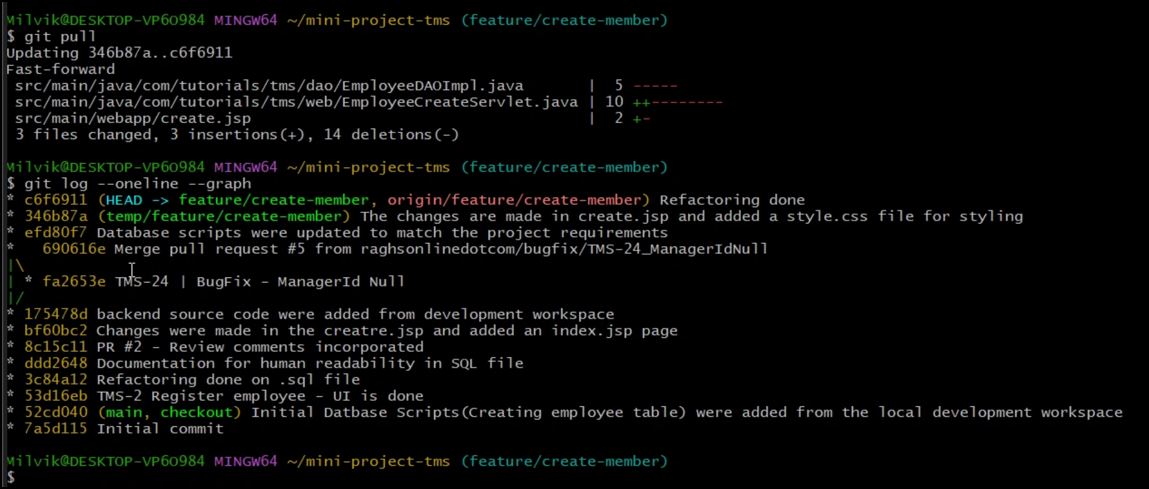 Milvik@DESKTOP-VP6O984 MINGW64 ~/mini-project-tms (feature/create-member)
$ git pull
Updating 346b87a..c6f6911
Fast-forward
 src/main/java/com/tutorials/tms/dao/EmployeeDAOImpl.java       |  5 -----
 src/main/java/com/tutorials/tms/web/EmployeeCreateServlet.java | 10 ++--------
 src/main/webapp/create.jsp                                     |  2 +-
 3 files changed, 3 insertions(+), 14 deletions(-)
Milvik@DESKTOP-VP6O984 MINGW64 ~/mini-project-tms (feature/create-member)
$ git log --oneline --graph
* c6f6911 (HEAD -> feature/create-member, origin/feature/create-member) Refactoring done
* 346b87a (temp/feature/create-member) The changes are made in create.jsp and added a style.css file for styling
* efd80f7 Database scripts were updated to match the project requirements
*   690616e Merge pull request #5 from raghsonlinedotcom/bugfix/TMS-24_ManagerIdNull
|\
| * fa2653e TMS-24 | BugFix - ManagerId Null
|/
* 175478d backend source code were added from development workspace
* bf60bc2 Changes were made in the creatre.jsp and added an index.jsp page
* 8c15c11 PR #2 - Review comments incorporated
* ddd2648 Documentation for human readability in SQL file
* 3c84a12 Refactoring done on .sql file
* 53d16eb TMS-2 Register employee - UI is done
* 52cd040 (main, checkout) Initial Datbase Scripts(Creating employee table) were added from the local development workspace
* 7a5d115 Initial commit
Milvik@DESKTOP-VP6O984 MINGW64 ~/mini-project-tms (feature/create-member)
$